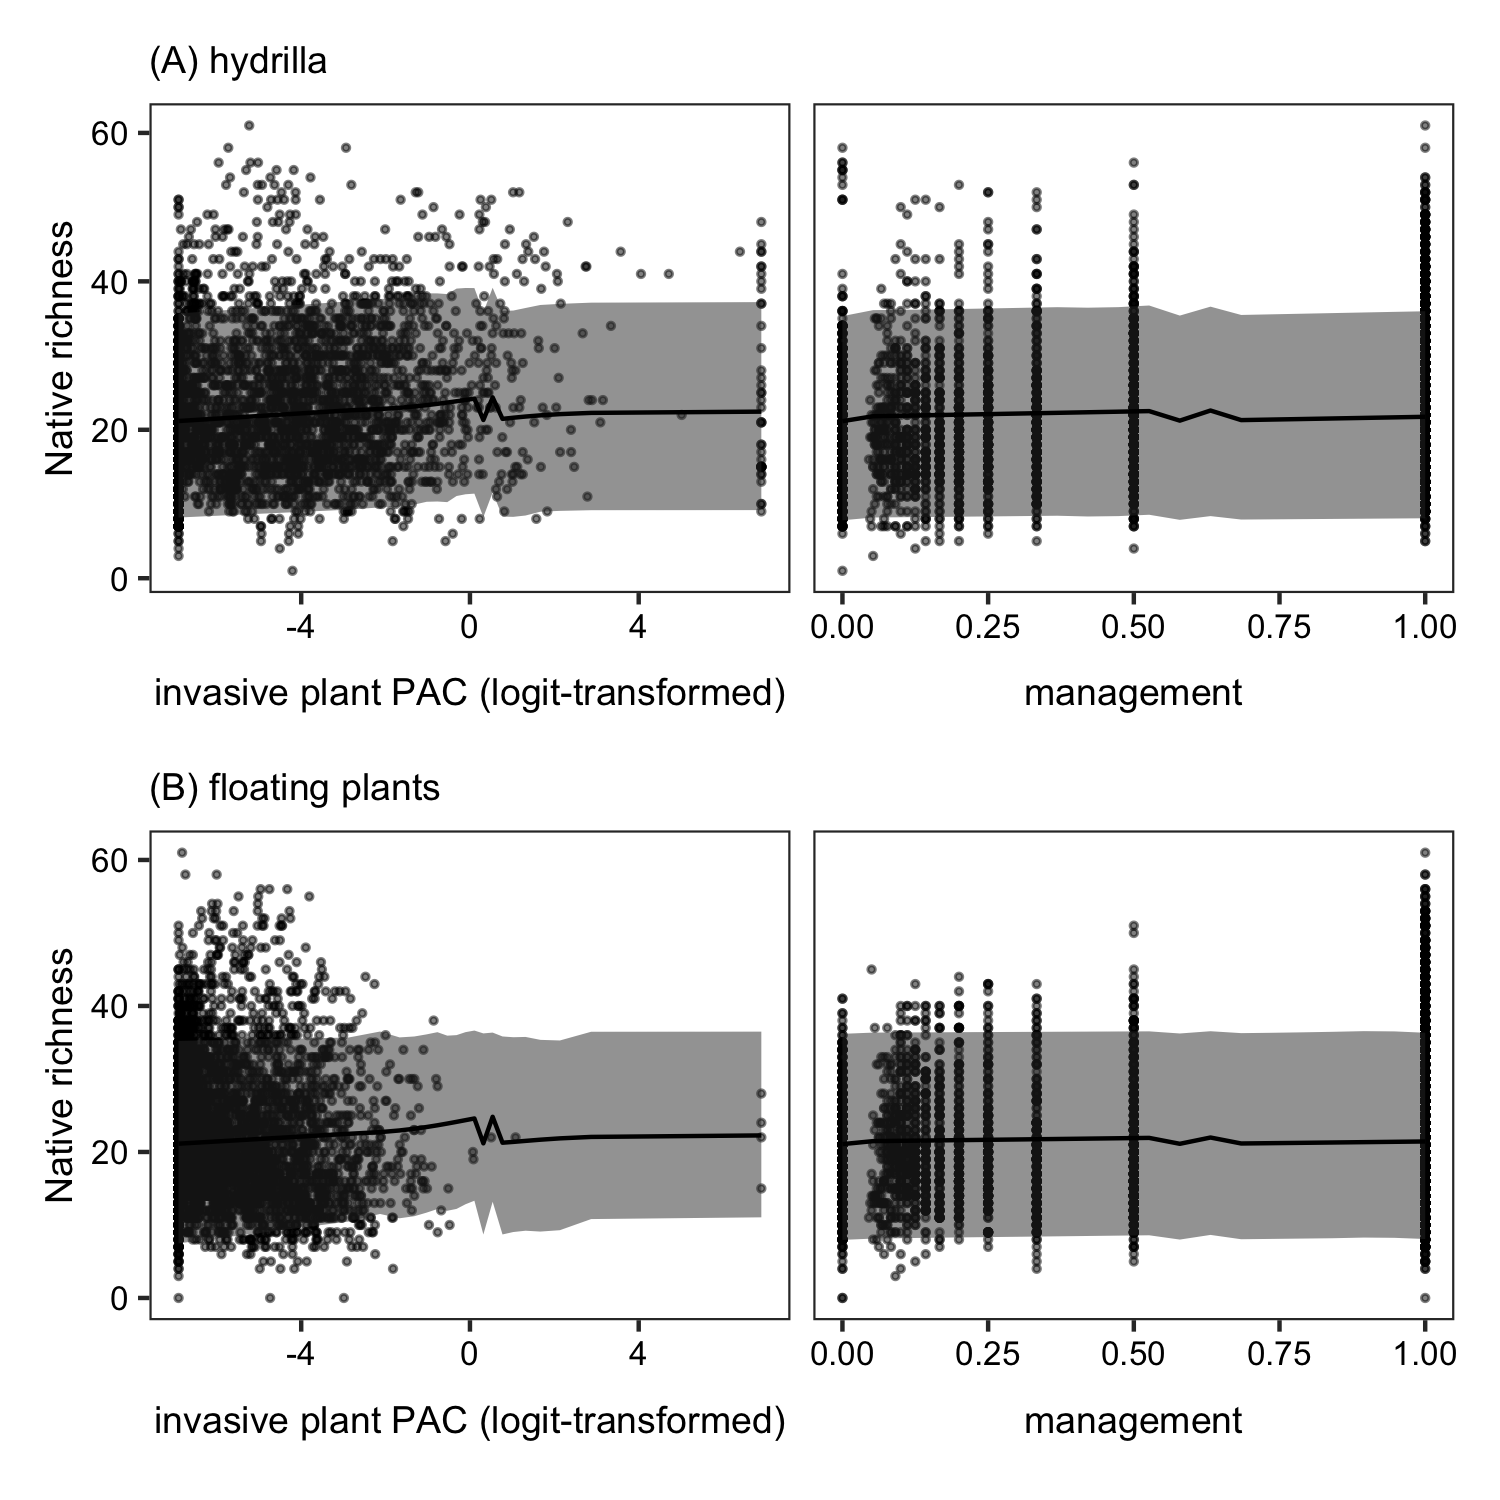 (A) hydrilla
Native richness
60
40
20
0
-4 0 4
0.00 0.25 0.50 0.75 1.00
invasive plant PAC (logit-transformed)
management
(B) floating plants
Native richness
60
40
20
0
-4 0 4
0.00 0.25 0.50 0.75 1.00
invasive plant PAC (logit-transformed)
management